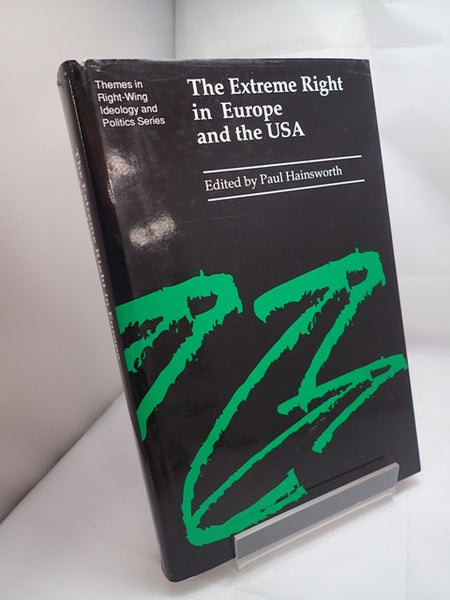 Themes in
Right-Wing
Ideology and
Politics Series
The Extreme Right
in Europe
and the USA
Edited by Paul Hainsworth